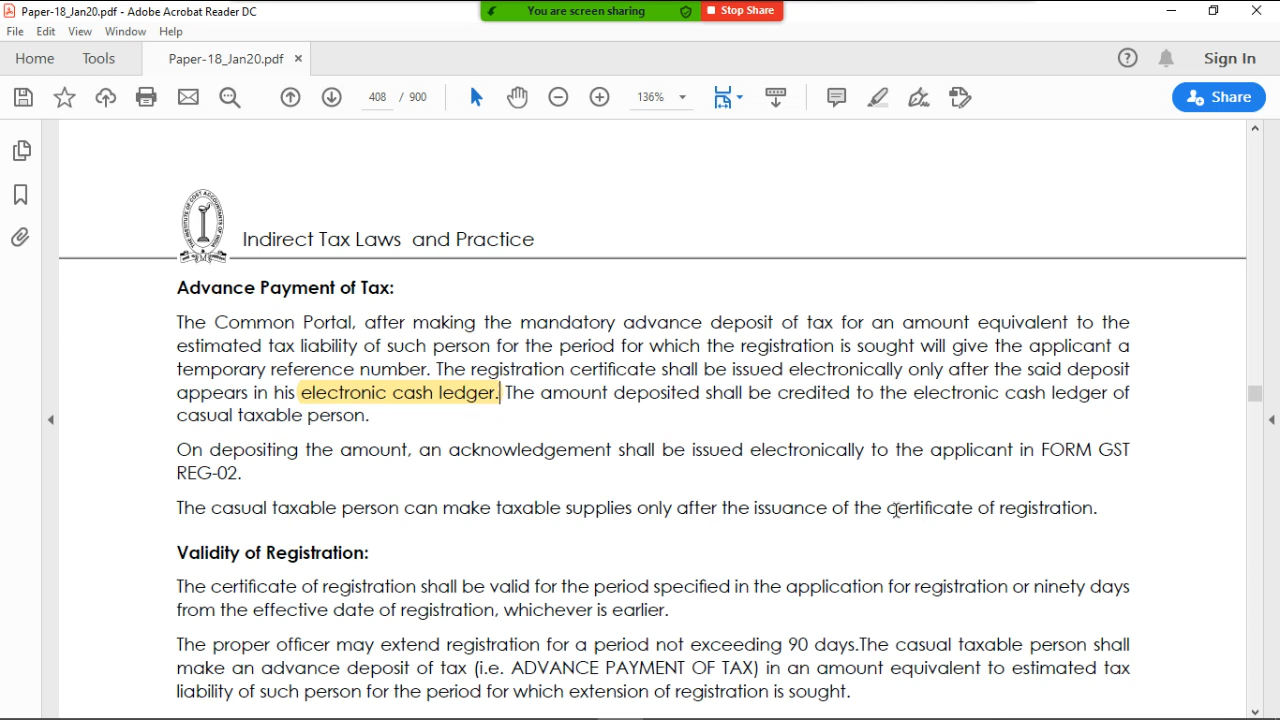 Paper-18_Jan20.pdf - Adobe Acrobat Reader DC
You are screen sharing
Stop Share
File Edit View Window Help
Home Tools Paper-18_Jan20.pdf × Sign In
408 / 900 136% Share
Indirect Tax Laws and Practice
Advance Payment of Tax:
The Common Portal, after making the mandatory advance deposit of tax for an amount equivalent to the
estimated tax liability of such person for the period for which the registration is sought will give the applicant a
temporary reference number. The registration certificate shall be issued electronically only after the said deposit
appears in his electronic cash ledger. The amount deposited shall be credited to the electronic cash ledger of
casual taxable person.
On depositing the amount, an acknowledgement shall be issued electronically to the applicant in FORM GST
REG-02.
The casual taxable person can make taxable supplies only after the issuance of the certificate of registration.
Validity of Registration:
The certificate of registration shall be valid for the period specified in the application for registration or ninety days
from the effective date of registration, whichever is earlier.
The proper officer may extend registration for a period not exceeding 90 days.The casual taxable person shall
make an advance deposit of tax (i.e. ADVANCE PAYMENT OF TAX) in an amount equivalent to estimated tax
liability of such person for the period for which extension of registration is sought.